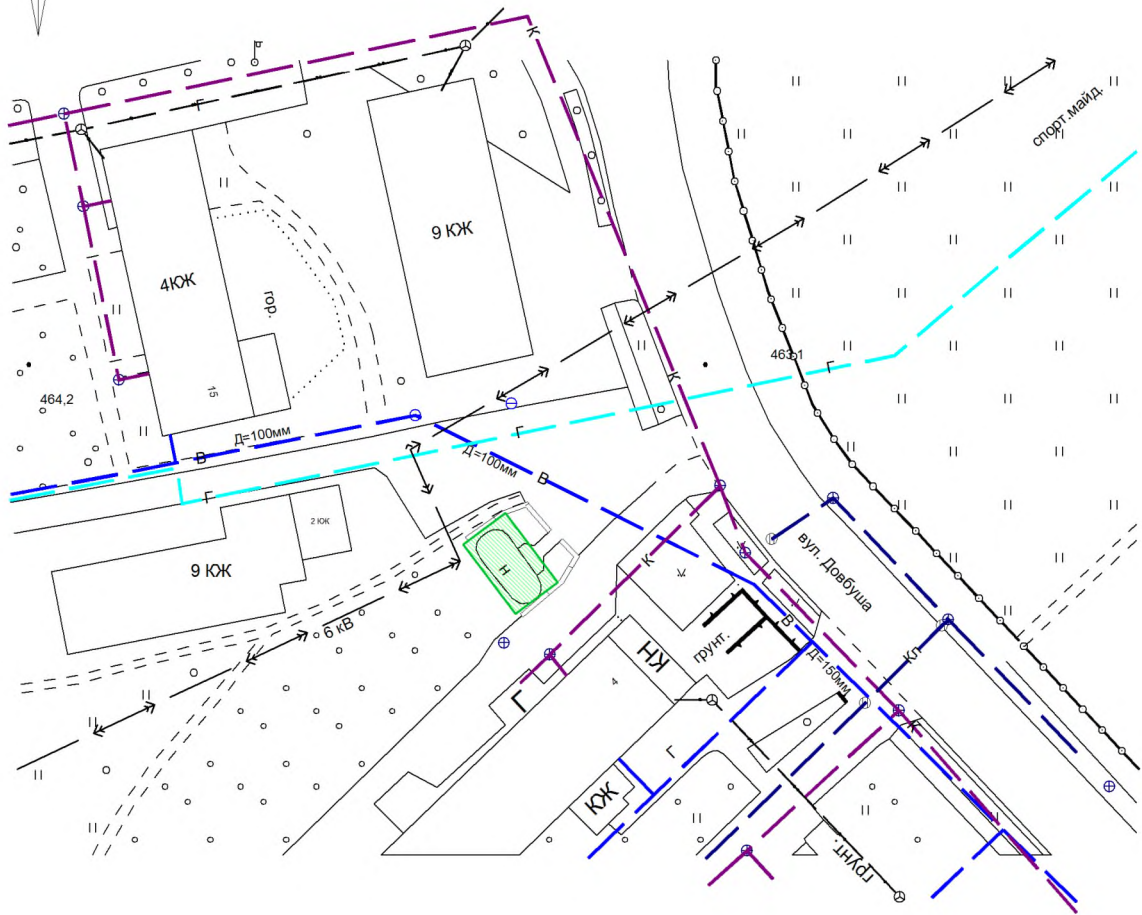 К
Г
спорт.майд.
9 КЖ
4КЖ
гор.
463,1
Г
К
464,2
15
Д=100мм
В
Г
Г
Д=100мм
В
2 КЖ
9 КЖ
Н
6 кВ
К
вул. Довбуша
В
грунт.
КН
4
Д=150мм
Кл
Г
К
Г
КЖ
грунт.